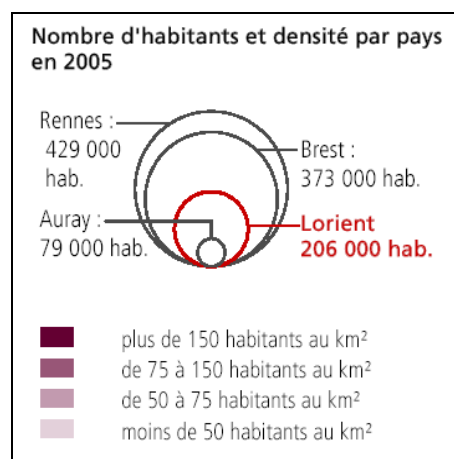 Nombre d'habitants et densité par pays
en 2005
Rennes :
429 000
hab.
Brest :
373 000 hab.
Auray :
79 000 hab.
Lorient
206 000 hab.
plus de 150 habitants au km²
de 75 à 150 habitants au km²
de 50 à 75 habitants au km²
moins de 50 habitants au km²